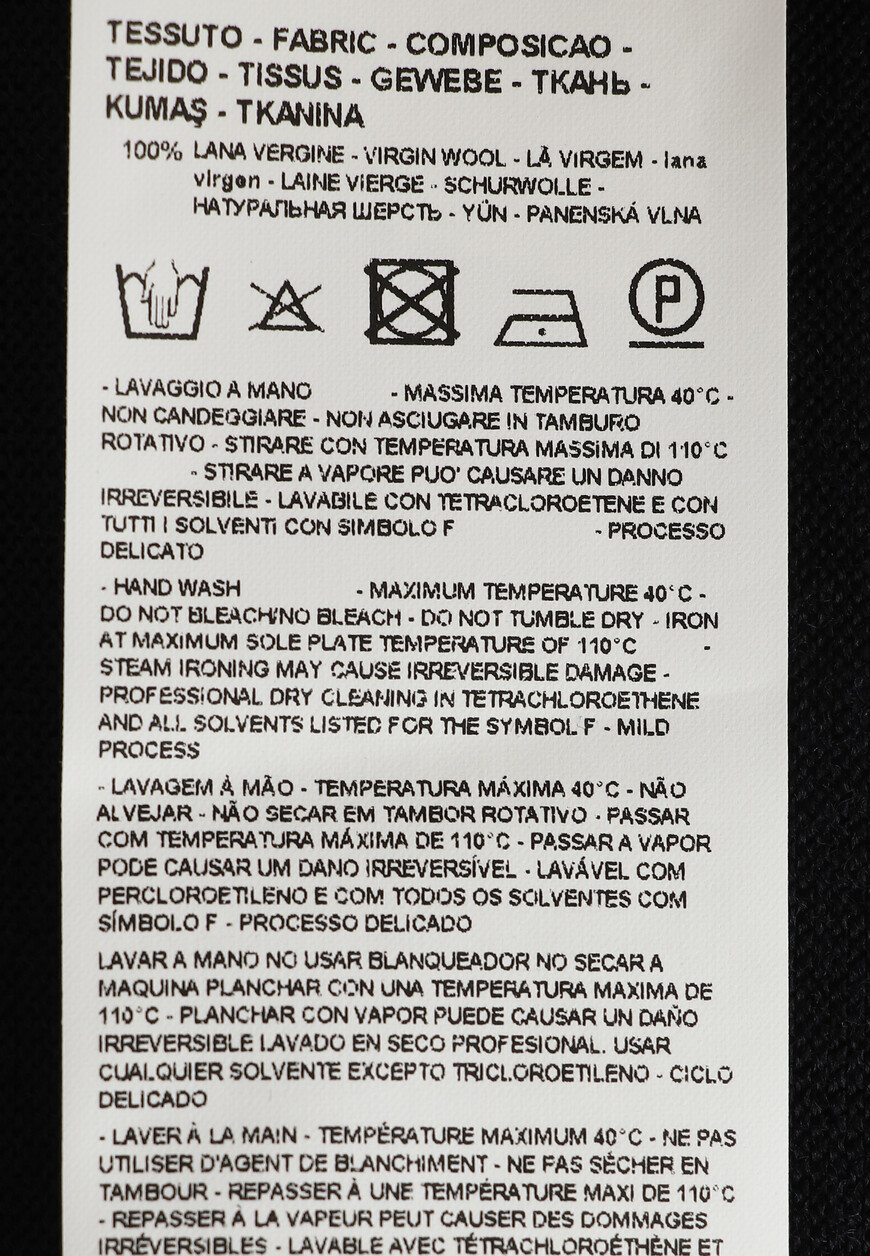 TESSUTO - FABRIC - COMPOSICAO -
TEJIDO - TISSUS - GEWEBE - ТКАНЬ -
KUMAŞ - TKANINA
100% LANA VERGINE - VIRGIN WOOL - LÃ VIRGEM - lana
virgen - LAINE VIERGE - SCHURWOLLE -
НАТУРАЛЬНАЯ ШЕРСТЬ - YÜN - PANENSKÁ VLNA
P
- LAVAGGIO A MANO - MASSIMA TEMPERATURA 40°C -
NON CANDEGGIARE - NON ASCIUGARE IN TAMBURO
ROTATIVO - STIRARE CON TEMPERATURA MASSIMA DI 110°C
- STIRARE A VAPORE PUO' CAUSARE UN DANNO
IRREVERSIBILE - LAVABILE CON TETRACLOROETENE E CON
TUTTI I SOLVENTI CON SIMBOLO F - PROCESSO
DELICATO
- HAND WASH - MAXIMUM TEMPERATURE 40°C -
DO NOT BLEACH/NO BLEACH - DO NOT TUMBLE DRY - IRON
AT MAXIMUM SOLE PLATE TEMPERATURE OF 110°C -
STEAM IRONING MAY CAUSE IRREVERSIBLE DAMAGE -
PROFESSIONAL DRY CLEANING IN TETRACHLOROETHENE
AND ALL SOLVENTS LISTED FOR THE SYMBOL F - MILD
PROCESS
- LAVAGEM À MÃO - TEMPERATURA MÁXIMA 40°C - NÃO
ALVEJAR - NÃO SECAR EM TAMBOR ROTATIVO - PASSAR
COM TEMPERATURA MÁXIMA DE 110°C - PASSAR A VAPOR
PODE CAUSAR UM DANO IRREVERSÍVEL - LAVÁVEL COM
PERCLOROETILENO E COM TODOS OS SOLVENTES COM
SÍMBOLO F - PROCESSO DELICADO
LAVAR A MANO NO USAR BLANQUEADOR NO SECAR A
MAQUINA PLANCHAR CON UNA TEMPERATURA MAXIMA DE
110°C - PLANCHAR CON VAPOR PUEDE CAUSAR UN DAÑO
IRREVERSIBLE LAVADO EN SECO PROFESIONAL. USAR
CUALQUIER SOLVENTE EXCEPTO TRICLOROETILENO - CICLO
DELICADO
- LAVER À LA MAIN - TEMPÉRATURE MAXIMUM 40°C - NE PAS
UTILISER D'AGENT DE BLANCHIMENT - NE PAS SÉCHER EN
TAMBOUR - REPASSER À UNE TEMPÉRATURE MAXI DE 110°C
- REPASSER À LA VAPEUR PEUT CAUSER DES DOMMAGES
IRRÉVERSIBLES - LAVABLE AVEC TÉTRACHLOROÉTHÈNE ET